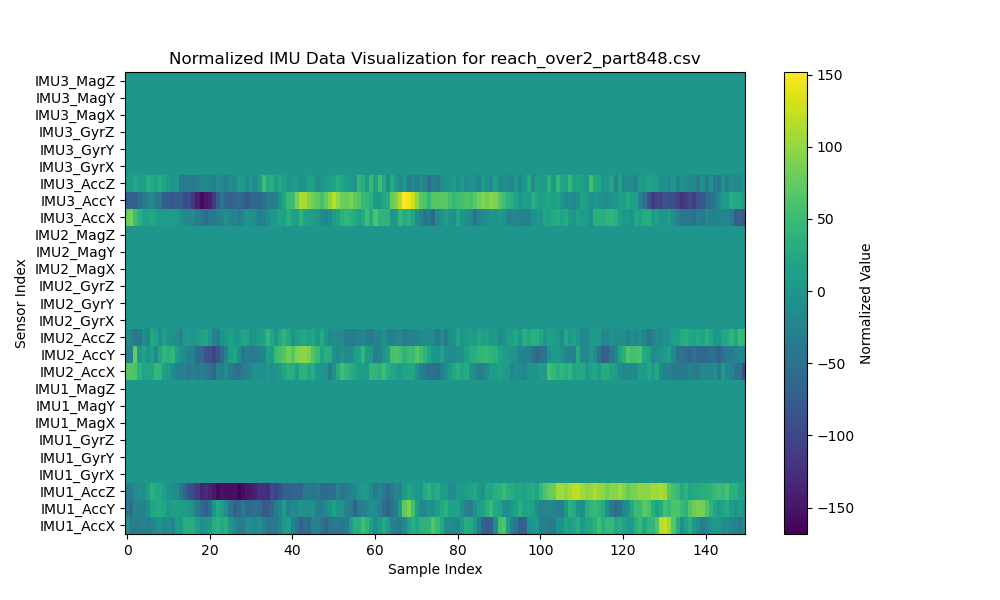 Normalized IMU Data Visualization for reach_over2_part848.csv
IMU3_MagZ
IMU3_MagY
IMU3_MagX
IMU3_GyrZ
IMU3_GyrY
IMU3_GyrX
IMU3_AccZ
IMU3_AccY
IMU3_AccX
IMU2_MagZ
IMU2_MagY
IMU2_MagX
IMU2_GyrZ
IMU2_GyrY
IMU2_GyrX
IMU2_AccZ
IMU2_AccY
IMU2_AccX
IMU1_MagZ
IMU1_MagY
IMU1_MagX
IMU1_GyrZ
IMU1_GyrY
IMU1_GyrX
IMU1_AccZ
IMU1_AccY
IMU1_AccX
Sensor Index
0 20 40 60 80 100 120 140
Sample Index
150
100
50
0
−50
−100
−150
Normalized Value